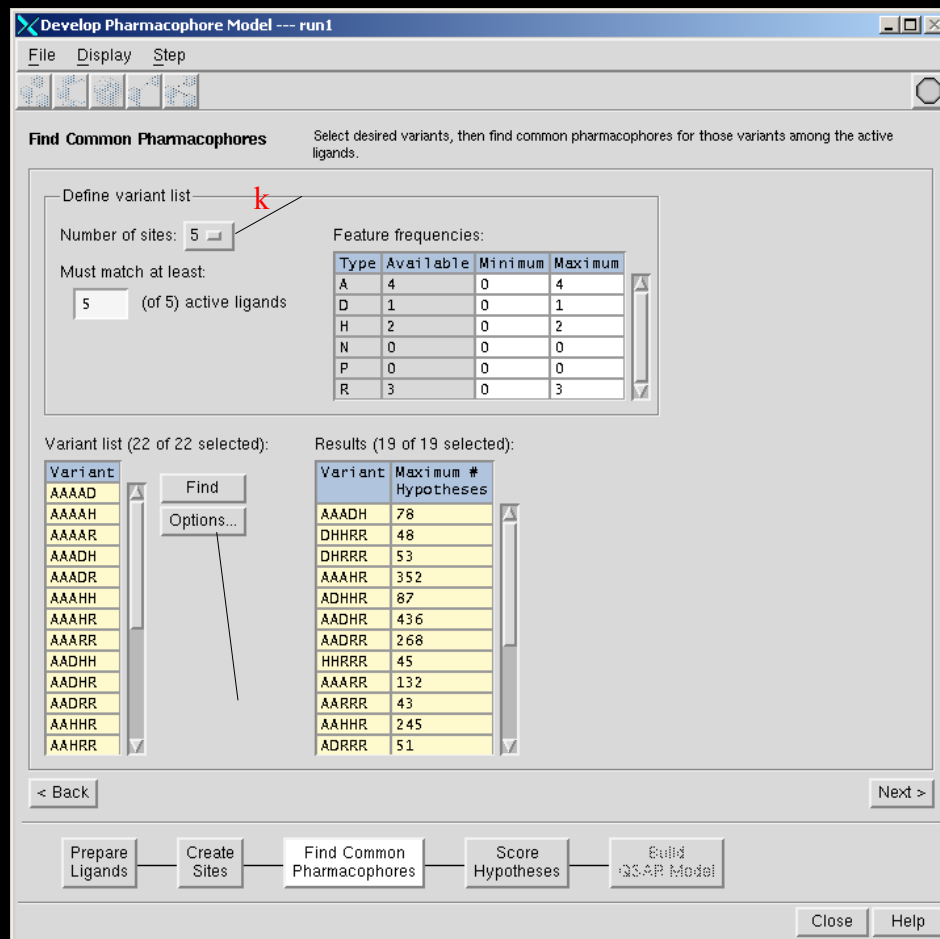 Develop Pharmacophore Model --- run1
File Display Step
Find Common Pharmacophores
Select desired variants, then find common pharmacophores for those variants among the active
ligands.
Define variant list
k
Number of sites: 5
Must match at least:
5 (of 5) active ligands
Feature frequencies:
Type Available Minimum Maximum
A 4 0 4
D 1 0 1
H 2 0 2
N 0 0 0
P 0 0 0
R 3 0 3
Variant list (22 of 22 selected):
Variant
AAAAD
AAAAH
AAAAR
AAADH
AAADR
AAAHH
AAAHR
AAARR
AADHH
AADHR
AADRR
AAHHR
AAHRR
Find
Options...
Results (19 of 19 selected):
Variant Maximum #
Hypotheses
AAADH 78
DHHRR 48
DHRRR 53
AAAHR 352
ADHHR 87
AADHR 436
AADRR 268
HHRRR 45
AAARR 132
AARRR 43
AAHHR 245
ADRRR 51
< Back
Next >
Prepare
Ligands
Create
Sites
Find Common
Pharmacophores
Score
Hypotheses
Build
QSAR Model
Close Help